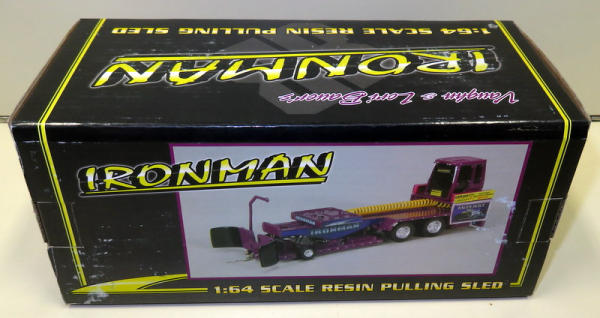 1:64 SCALE RESIN PULLING SLED
IRONMAN
Vaughn & Lori Bauer's
IRONMAN
IRONMAN
1:64 SCALE RESIN PULLING SLED